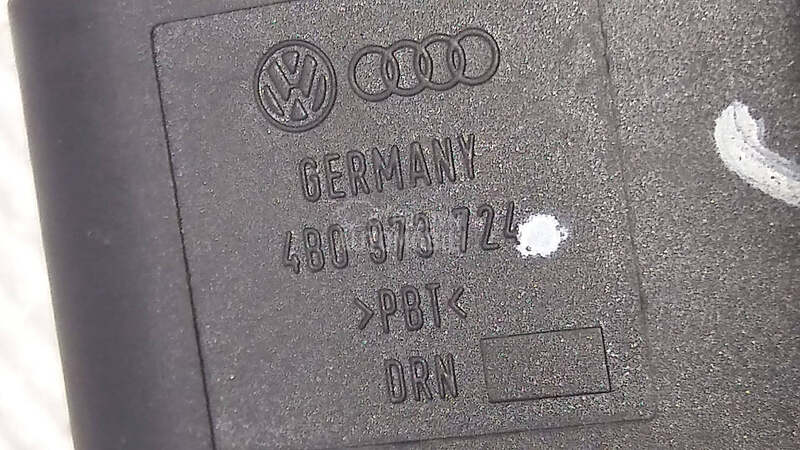 GERMANY
4B0 973 724
>PBT<
DRN